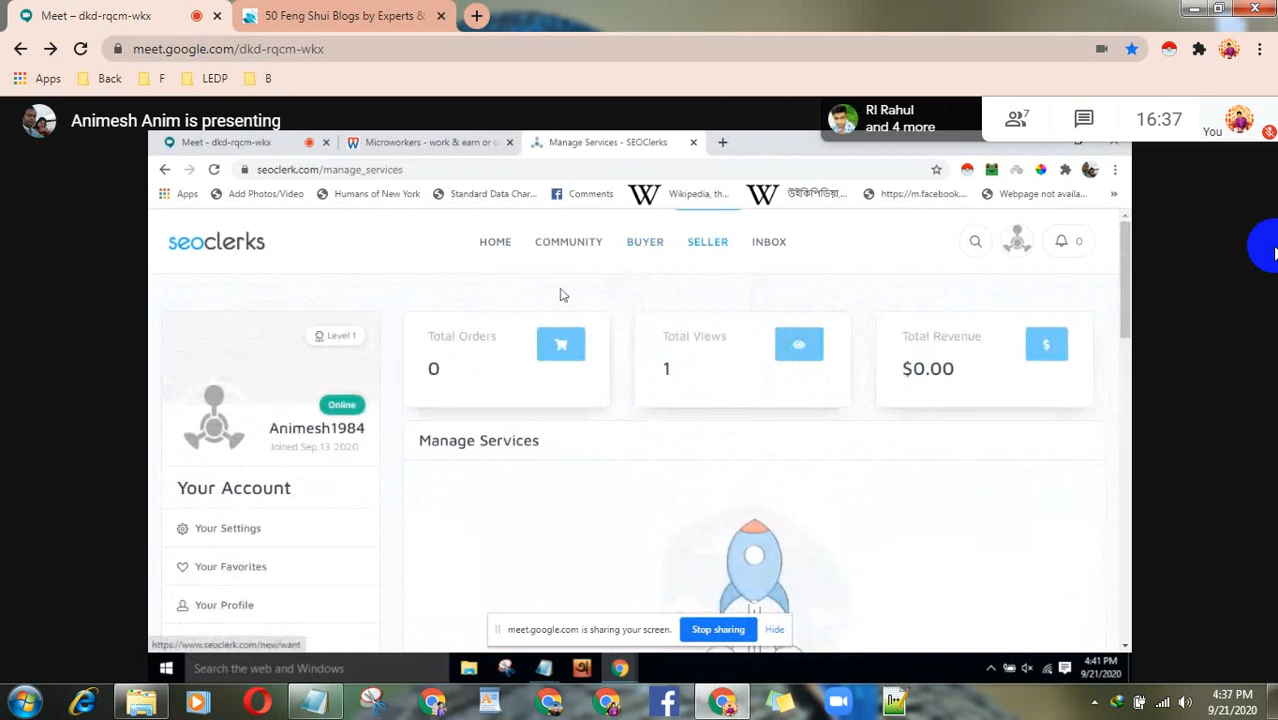 Meet – dkd-rqcm-wkx
50 Feng Shui Blogs by Experts &
meet.google.com/dkd-rqcm-wkx
Apps Back F LEDP B
Animesh Anim is presenting
RI Rahul
and 4 more
7
16:37
You
Meet - dkd-rqcm-wkx
Microworkers - work & earn or c
Manage Services - SEOClerks
seoclerk.com/manage_services
Apps Add Photos/Video Humans of New York Standard Data Char... Comments Wikipedia, th... উইকিপিডিয়া,... https://m.facebook.... Webpage not availa... »
seoclerks
HOME COMMUNITY BUYER SELLER INBOX
0
Level 1
Total Orders
0
Total Views
1
Total Revenue
$
$0.00
Online
Animesh1984
Joined Sep 13 2020
Manage Services
Your Account
Your Settings
Your Favorites
Your Profile
meet.google.com is sharing your screen. Stop sharing Hide
https://www.seoclerk.com/new/want
Search the web and Windows
4:41 PM
9/21/2020
4:37 PM
9/21/2020